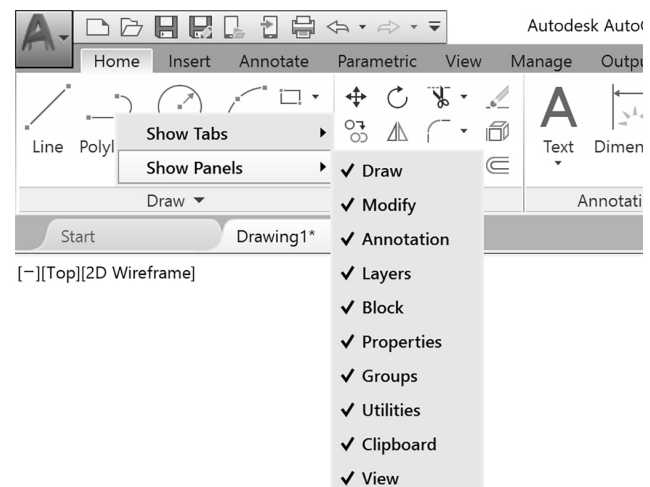 A
Autodesk Auto
Home Insert Annotate Parametric View Manage Outpu
Line Polyl Text Dimen
Show Tabs
Show Panels
Draw Annotati
Start Drawing1*
[−][Top][2D Wireframe]
Draw
Modify
Annotation
Layers
Block
Properties
Groups
Utilities
Clipboard
View